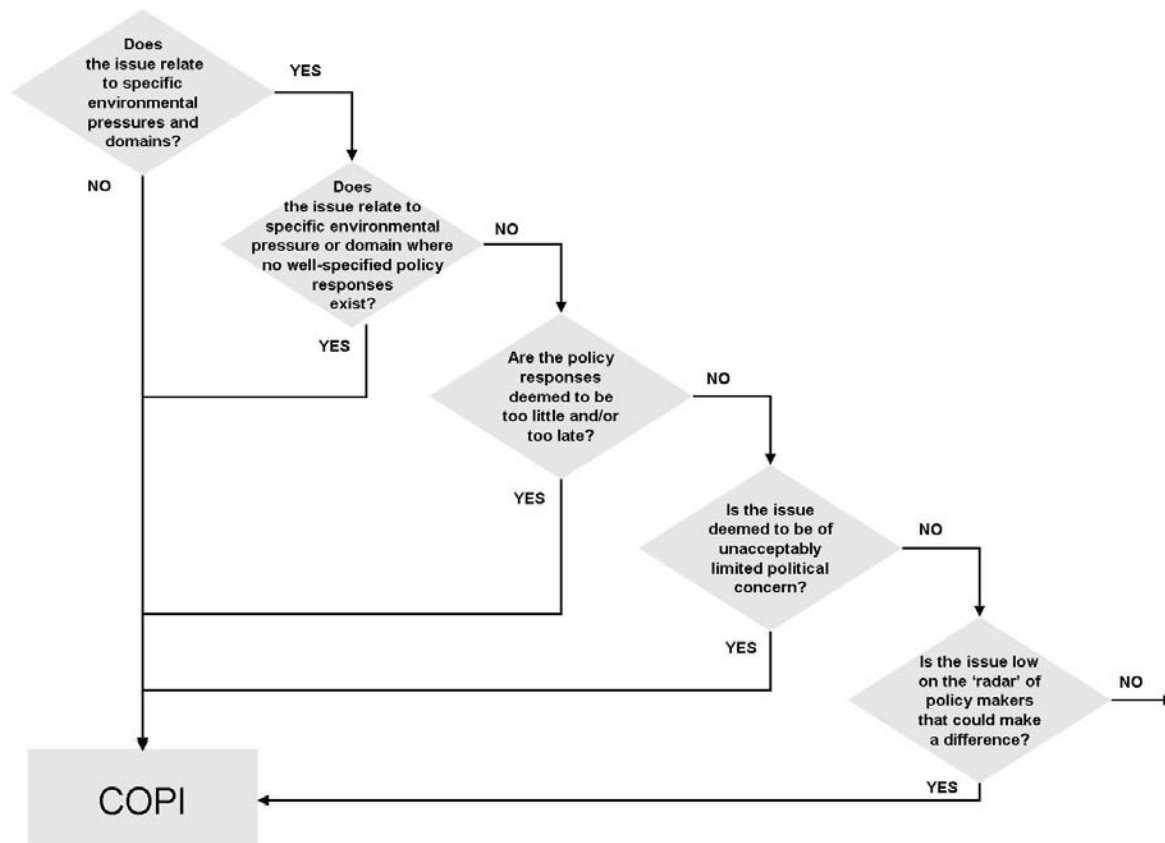 Does
the issue relate
to specific
environmental
pressures and
domains?
YES
NO
Does
the issue relate to
specific environmental
pressure or domain where
no well-specified policy
responses
exist?
NO
YES
Are the policy
responses
deemed to be
too little and/or
too late?
NO
YES
Is the issue
deemed to be of
unacceptably
limited political
concern?
NO
YES
Is the issue low
on the ‘radar’ of
policy makers
that could make
a difference?
NO
YES
COPI